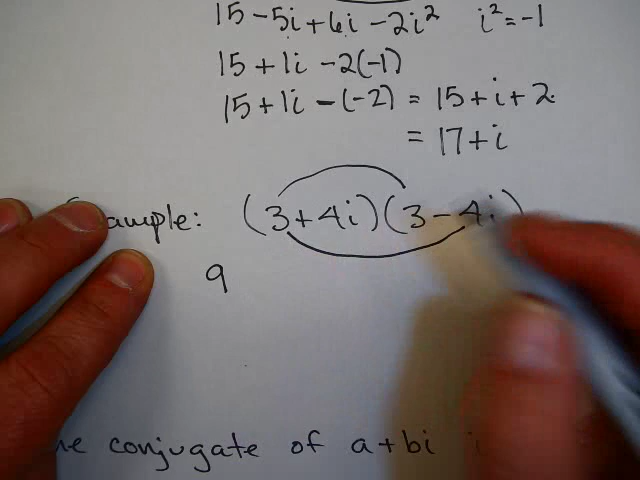 15 - 5i + 6i - 2i² i² = -1
15 + 1i - 2(-1)
15 + 1i - (-2) = 15 + i + 2
= 17 + i
ample: (3 + 4i)(3 - 4i)
9
conjugate of a + bi